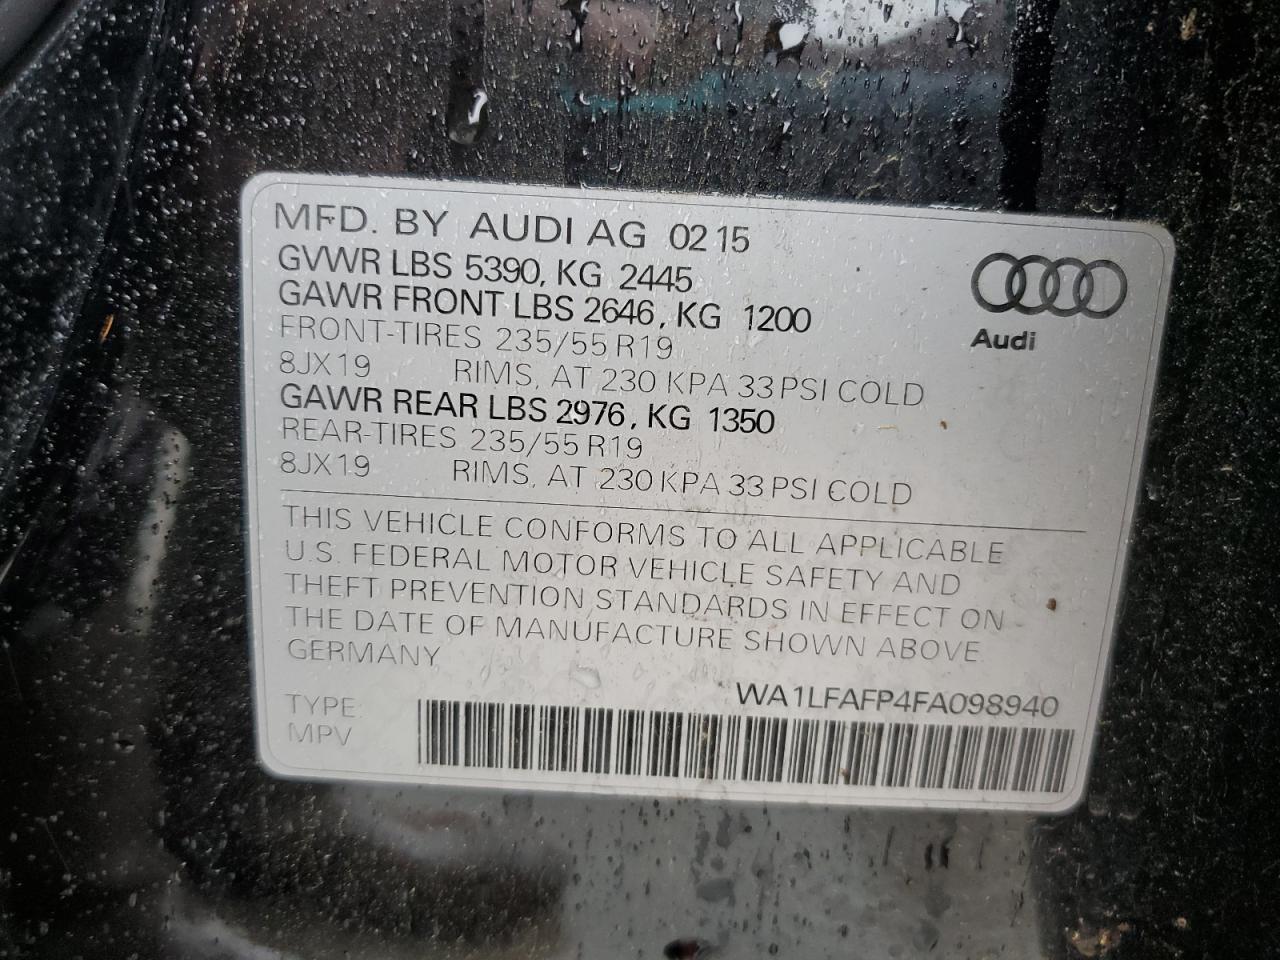 MFD. BY AUDI AG 02 15
GVWR LBS 5390, KG 2445
GAWR FRONT LBS 2646, KG 1200
FRONT-TIRES 235/55 R19
8JX19 RIMS, AT 230 KPA 33 PSI COLD
GAWR REAR LBS 2976, KG 1350
REAR-TIRES 235/55 R19
8JX19 RIMS, AT 230 KPA 33 PSI COLD
Audi
THIS VEHICLE CONFORMS TO ALL APPLICABLE
U.S. FEDERAL MOTOR VEHICLE SAFETY AND
THEFT PREVENTION STANDARDS IN EFFECT ON
THE DATE OF MANUFACTURE SHOWN ABOVE
GERMANY
WA1LFAFP4FA098940
TYPE:
MPV